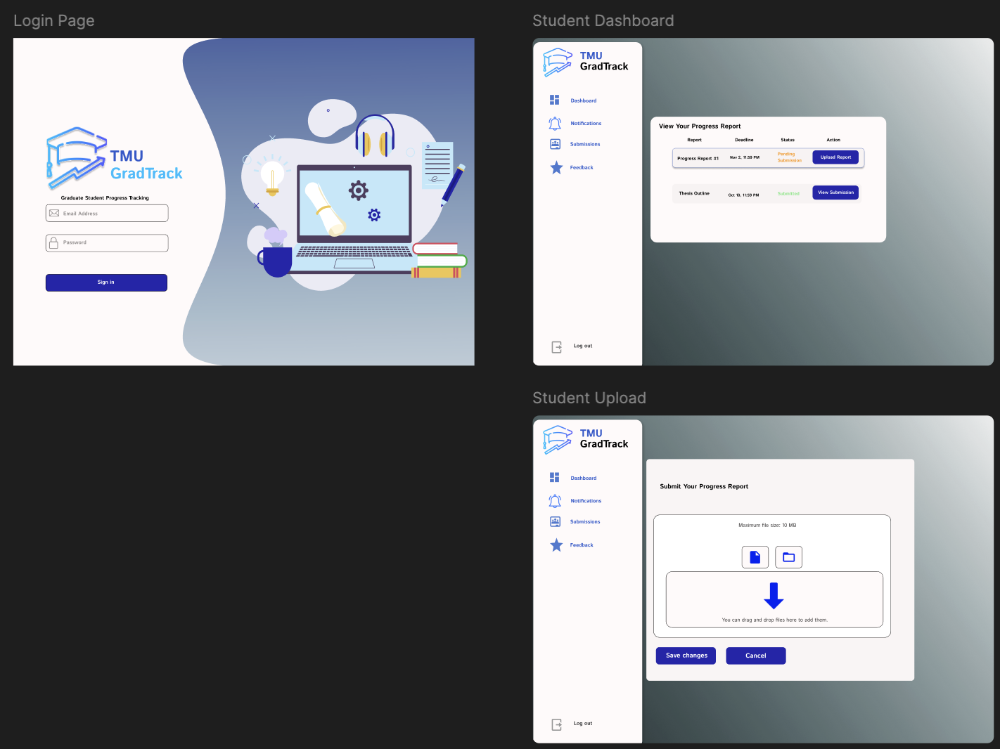 Login Page
TMU
GradTrack
Graduate Student Progress Tracking
Email Address
Password
Sign in
Student Dashboard
TMU
GradTrack
Dashboard
Notifications
Submissions
Feedback
Log out
View Your Progress Report
Report Deadline Status Action
Progress Report #1 Nov 2, 11:59 PM Pending Submission Upload Report
Thesis Outline Oct 10, 11:59 PM Submitted View Submission
Student Upload
TMU
GradTrack
Dashboard
Notifications
Submissions
Feedback
Log out
Submit Your Progress Report
Maximum file size: 10 MB
You can drag and drop files here to add them.
Save changes Cancel